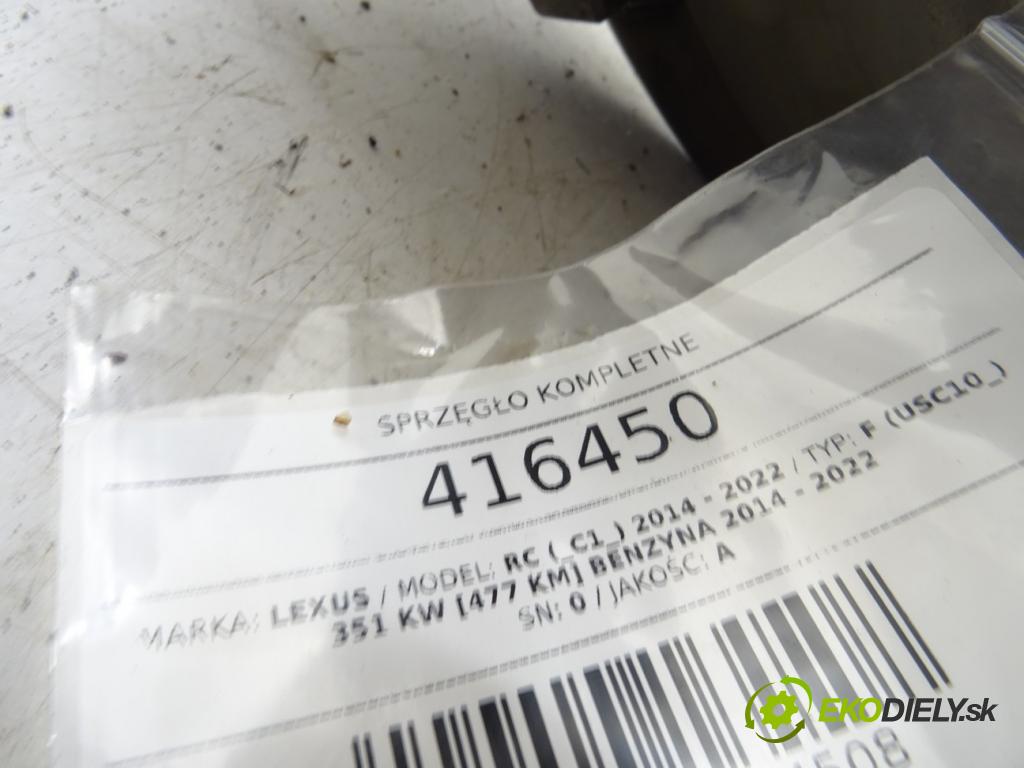 SPRZĘGŁO KOMPLETNE
416450
MARKA: LEXUS / MODEL: RC (_C1_) 2014 - 2022 / TYP: F (USC10_)
351 KW [477 KM] BENZYNA 2014 - 2022
SN: 0 / JAKOŚĆ: A
EKODIELY.sk